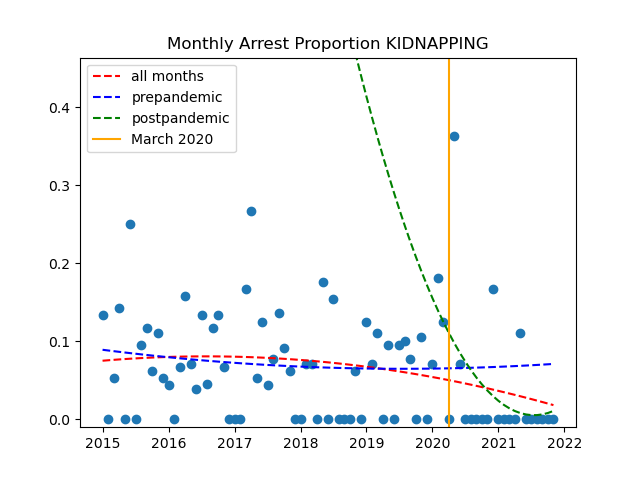 Monthly Arrest Proportion KIDNAPPING
all months
prepandemic
postpandemic
March 2020
0.4
0.3
0.2
0.1
0.0
2015 2016 2017 2018 2019 2020 2021 2022